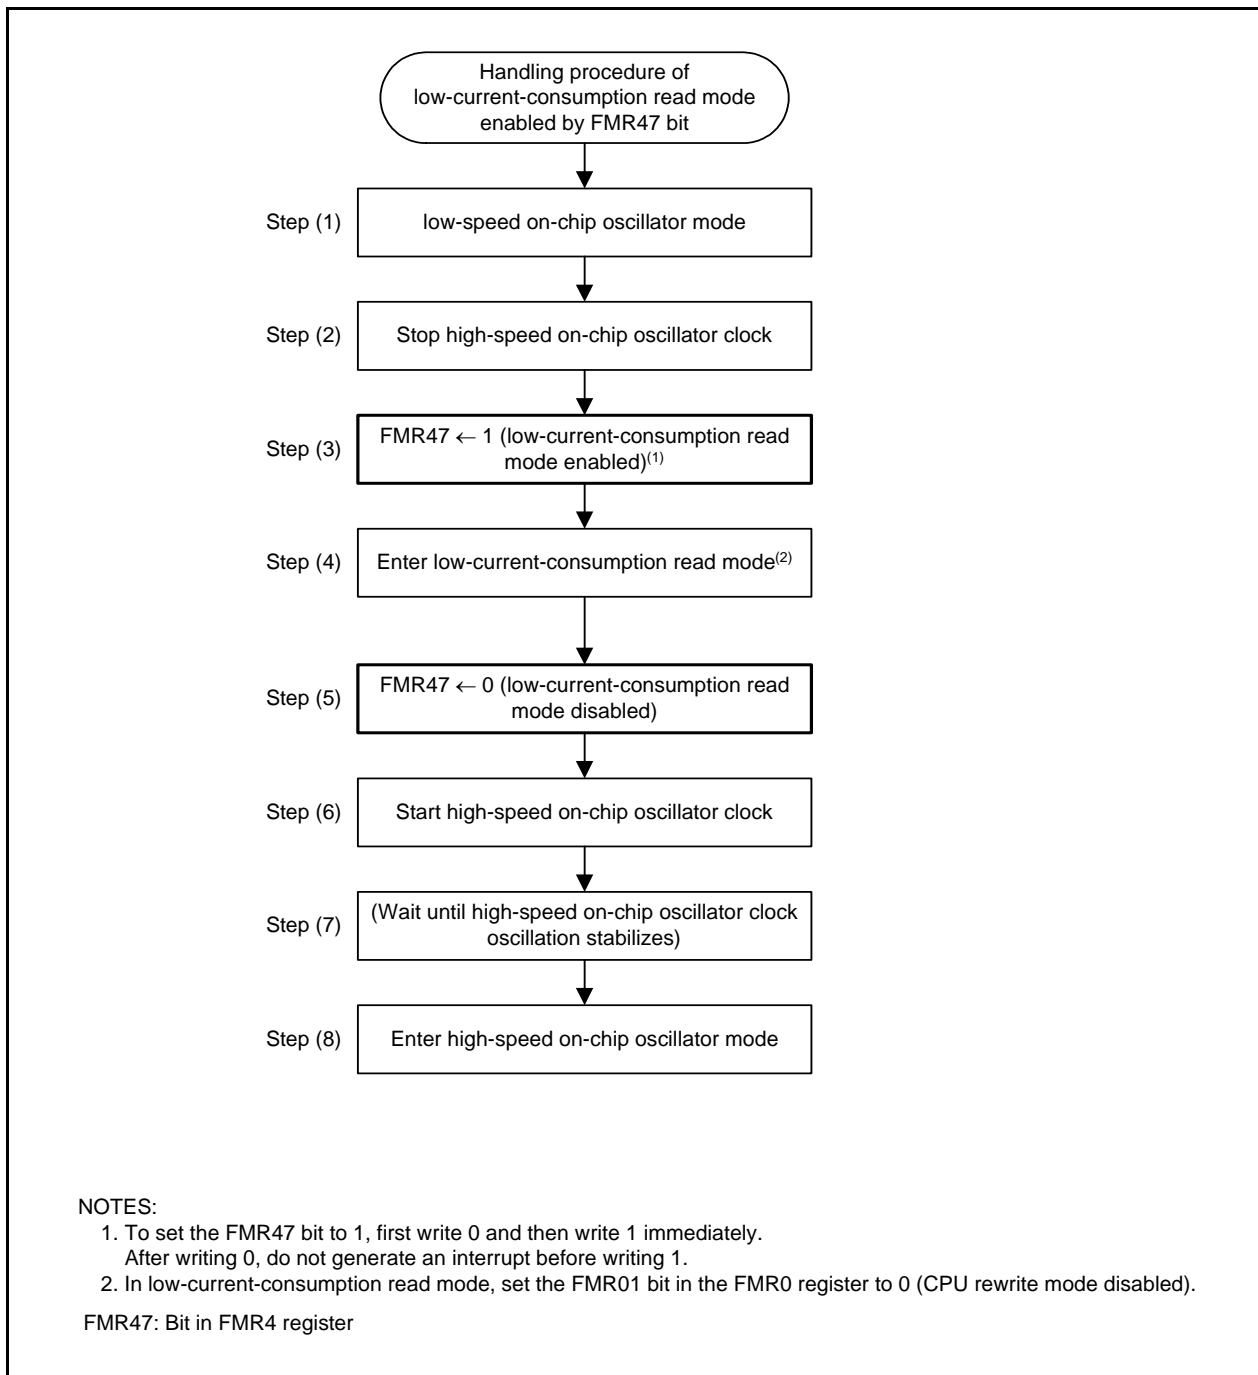 Handling procedure of
low-current-consumption read mode
enabled by FMR47 bit
Step (1)
low-speed on-chip oscillator mode
Step (2)
Stop high-speed on-chip oscillator clock
Step (3)
FMR47 ← 1 (low-current-consumption read
mode enabled)(1)
Step (4)
Enter low-current-consumption read mode(2)
Step (5)
FMR47 ← 0 (low-current-consumption read
mode disabled)
Step (6)
Start high-speed on-chip oscillator clock
Step (7)
(Wait until high-speed on-chip oscillator clock
oscillation stabilizes)
Step (8)
Enter high-speed on-chip oscillator mode
NOTES:
1. To set the FMR47 bit to 1, first write 0 and then write 1 immediately.
After writing 0, do not generate an interrupt before writing 1.
2. In low-current-consumption read mode, set the FMR01 bit in the FMR0 register to 0 (CPU rewrite mode disabled).
FMR47: Bit in FMR4 register